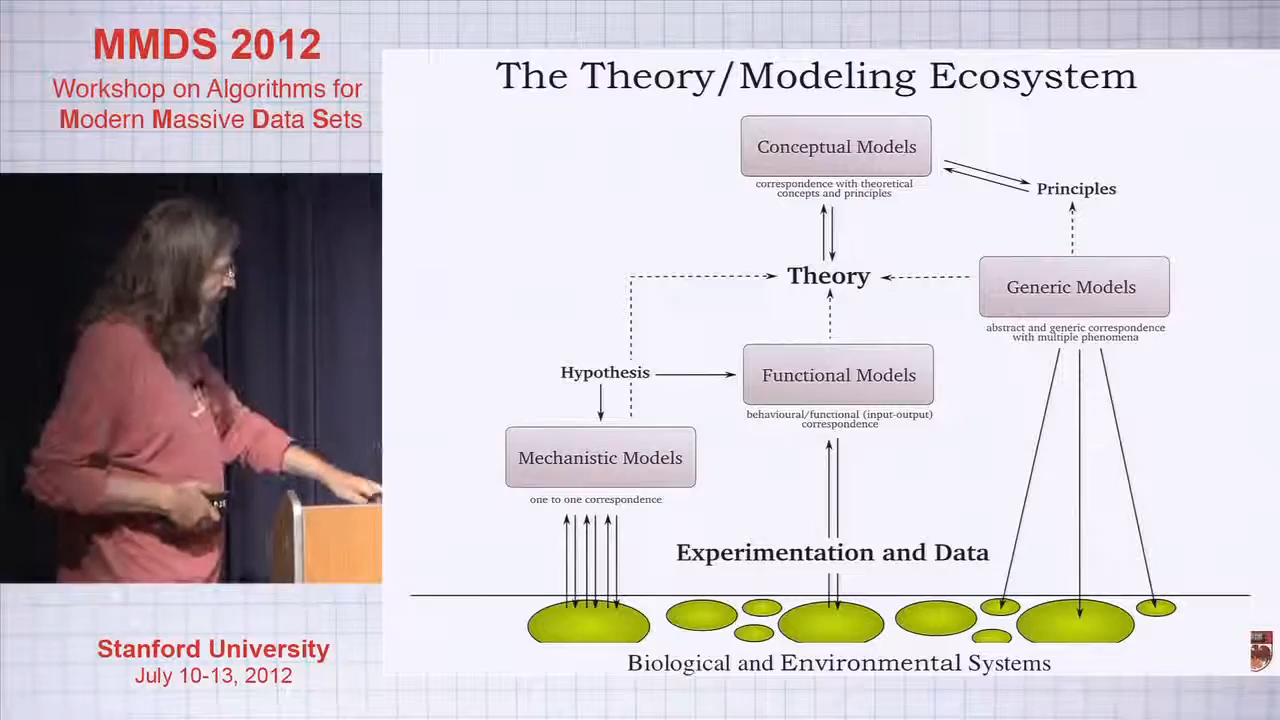 MMDS 2012
Workshop on Algorithms for
Modern Massive Data Sets
The Theory/Modeling Ecosystem
Conceptual Models
correspondence with theoretical
concepts and principles
Principles
Theory
Generic Models
abstract and generic correspondence
with multiple phenomena
Hypothesis
Functional Models
behavioural/functional (input-output)
correspondence
Mechanistic Models
one to one correspondence
Experimentation and Data
Biological and Environmental Systems
Stanford University
July 10-13, 2012